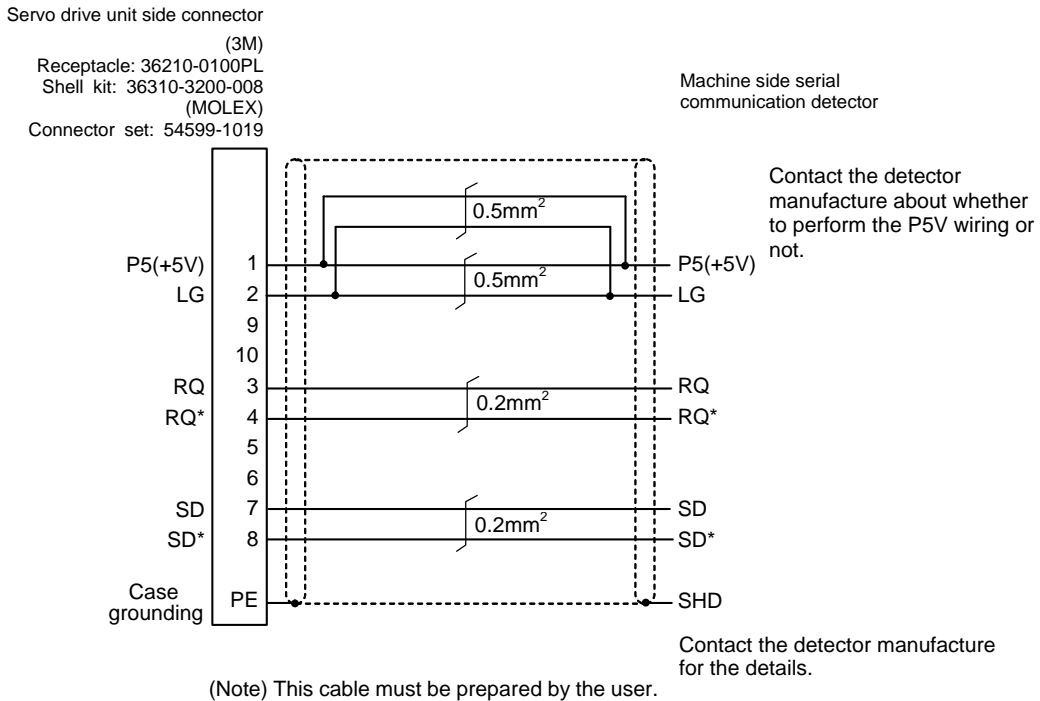 Servo drive unit side connector
(3M)
Receptacle: 36210-0100PL
Shell kit: 36310-3200-008
(MOLEX)
Connector set: 54599-1019
Machine side serial
communication detector
Contact the detector
manufacture about whether
to perform the P5V wiring or
not.
0.5mm²
P5(+5V) 1 P5(+5V)
0.5mm²
LG 2 LG
9
10
RQ 3 RQ
0.2mm²
RQ* 4 RQ*
5
6
SD 7 SD
0.2mm²
SD* 8 SD*
Case
grounding PE SHD
Contact the detector manufacture
for the details.
(Note) This cable must be prepared by the user.